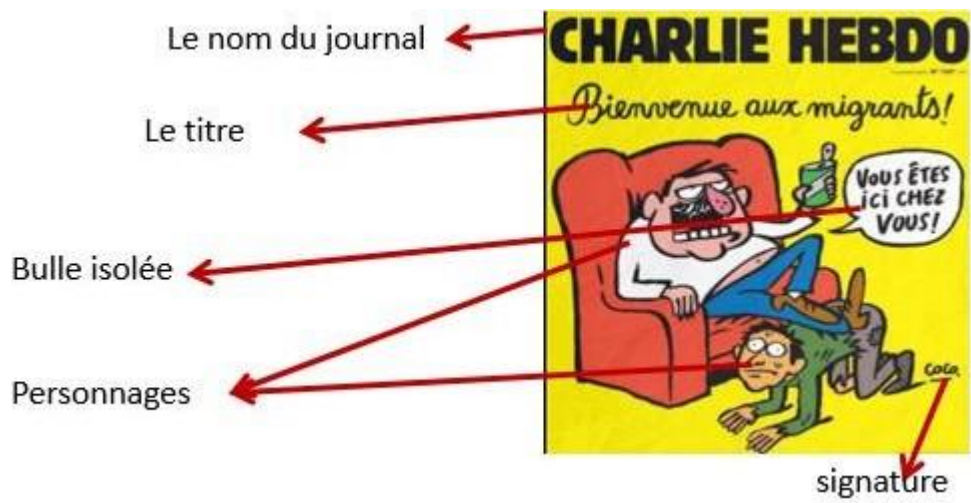 Le nom du journal
CHARLIE HEBDO
Le titre
Bienvenue aux migrants!
VOUS ÊTES
iCi CHEZ
VOUS!
Bulle isolée
Personnages
coco
signature